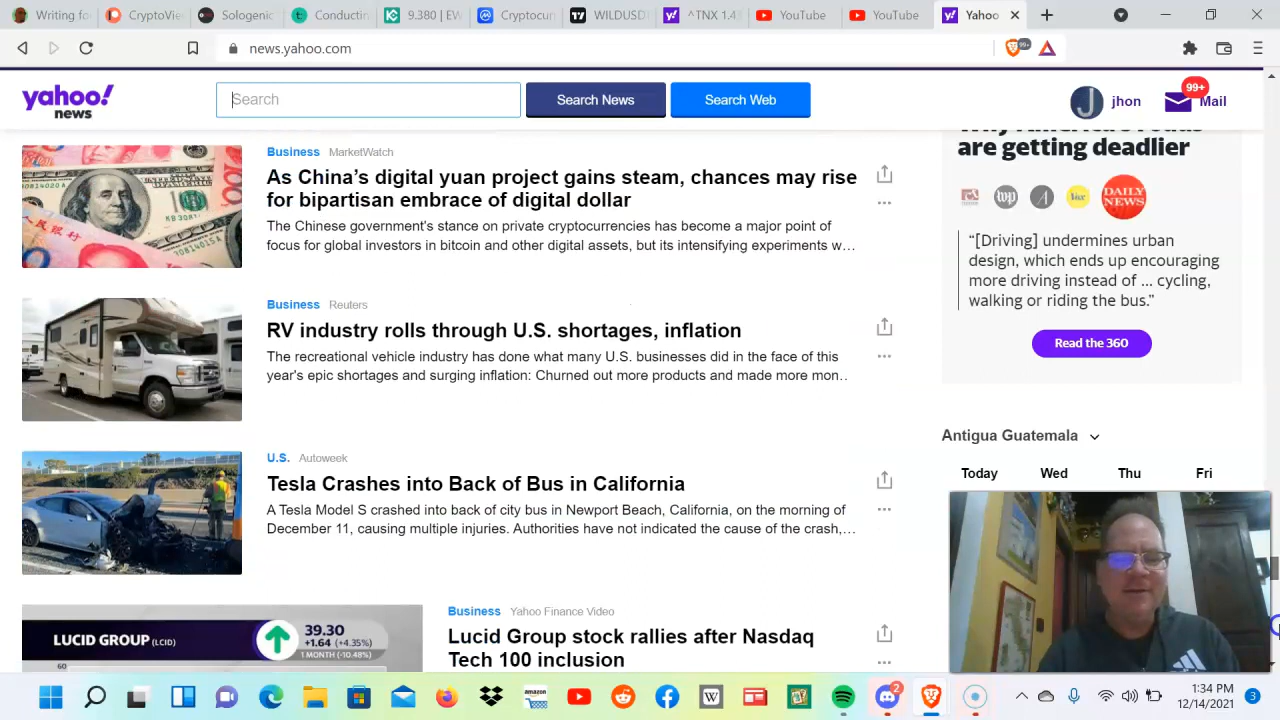 Writing
CryptoVie
Sologenic
Conductin
9.380 | EW
Cryptocurr
WILDUSDT
^TNX 1.4
YouTube
YouTube
Yahoo
news.yahoo.com
99+
yahoo!
news
Search
Search News
Search Web
J
jhon
99+
Mail
Business MarketWatch
As China’s digital yuan project gains steam, chances may rise
for bipartisan embrace of digital dollar
The Chinese government's stance on private cryptocurrencies has become a major point of
focus for global investors in bitcoin and other digital assets, but its intensifying experiments w…
Business Reuters
RV industry rolls through U.S. shortages, inflation
The recreational vehicle industry has done what many U.S. businesses did in the face of this
year's epic shortages and surging inflation: Churned out more products and made more mon…
U.S. Autoweek
Tesla Crashes into Back of Bus in California
A Tesla Model S crashed into back of city bus in Newport Beach, California, on the morning of
December 11, causing multiple injuries. Authorities have not indicated the cause of the crash,…
LUCID GROUP (LCID)
39.30
+1.64 (+4.35%)
1 MONTH (-10.48%)
60
Business Yahoo Finance Video
Lucid Group stock rallies after Nasdaq
Tech 100 inclusion
are getting deadlier
wp
A
Vox
DAILY
NEWS
“[Driving] undermines urban
design, which ends up encouraging
more driving instead of ... cycling,
walking or riding the bus.”
Read the 360
Antigua Guatemala
Today Wed Thu Fri
amazon
W
2
1:34 PM
12/14/2021
3